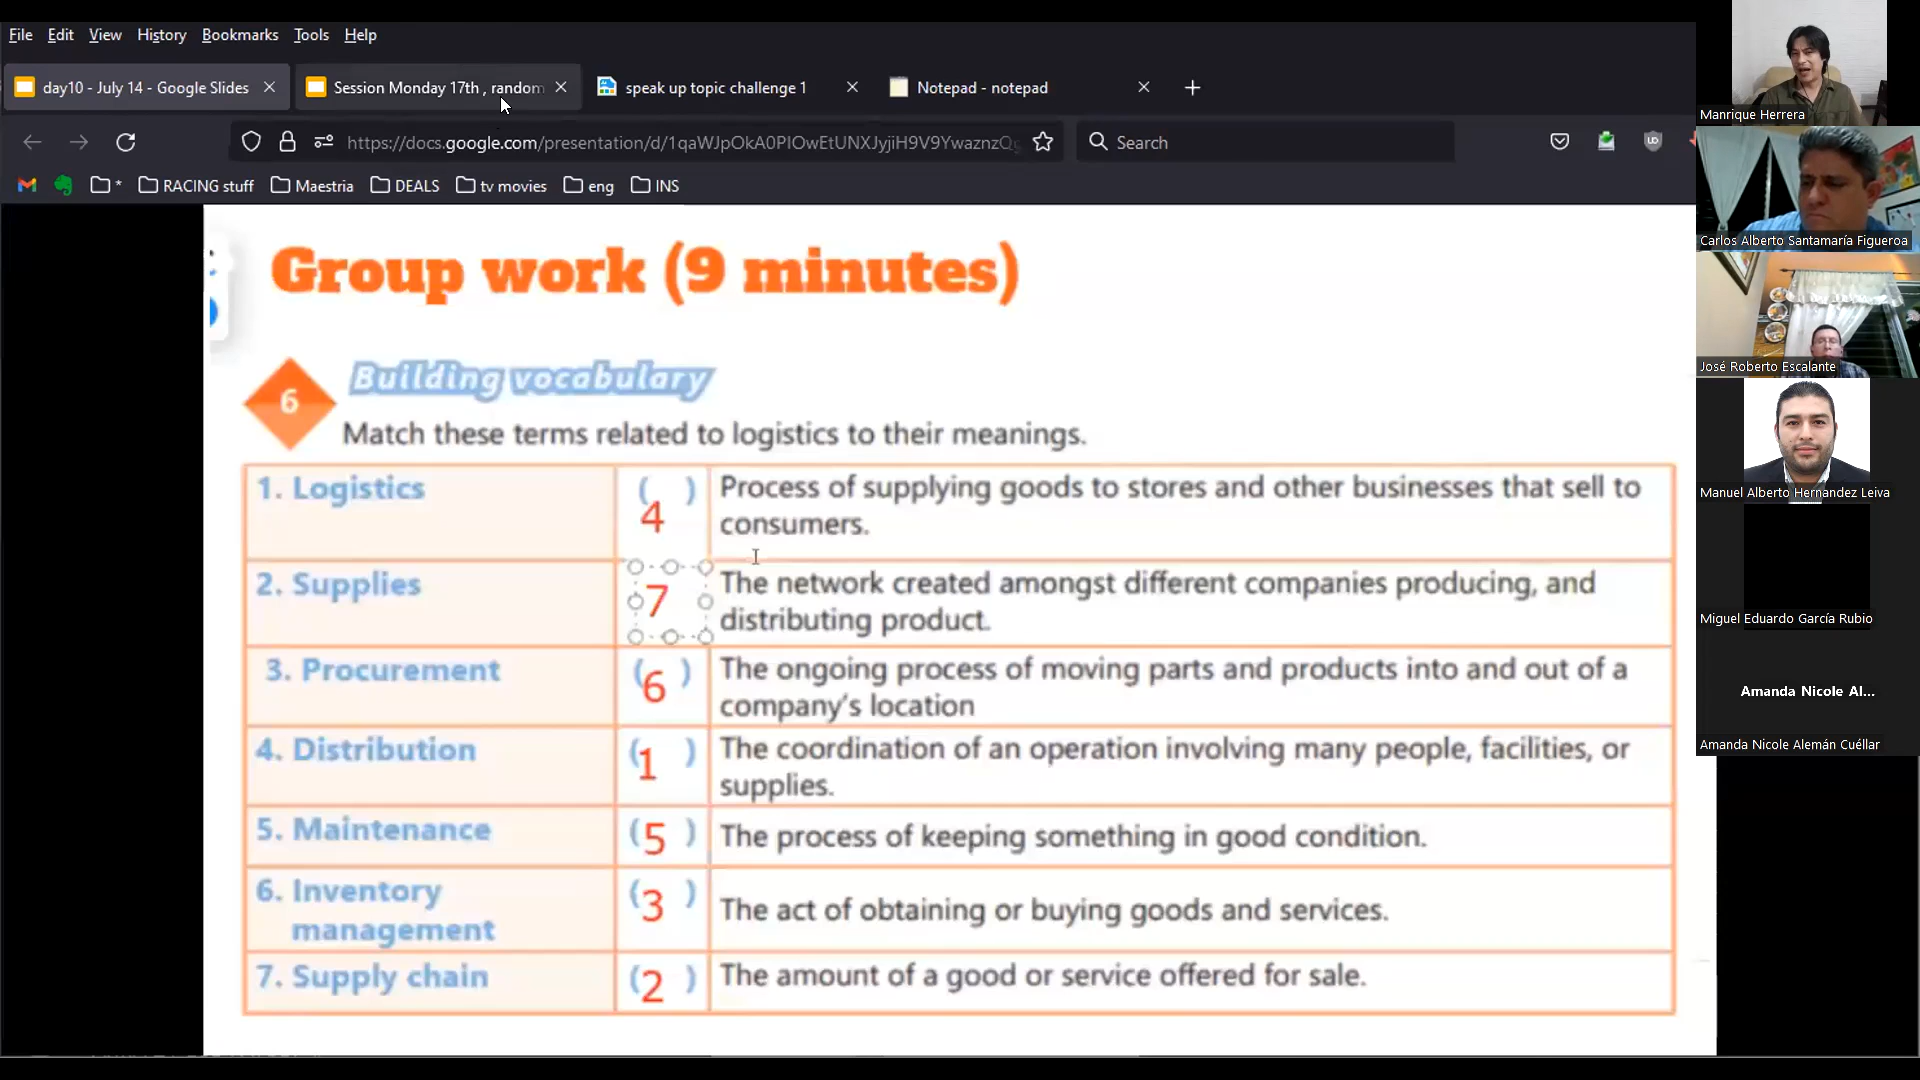 File Edit View History Bookmarks Tools Help
day10 - July 14 - Google Slides
Session Monday 17th , random
speak up topic challenge 1
Notepad - notepad
https://docs.google.com/presentation/d/1qaWJpOkA0PIOwEtUNXJyjiH9V9YwaznzQ
Search
* RACING stuff Maestria DEALS tv movies eng INS
Group work (9 minutes)
6
Building vocabulary
Match these terms related to logistics to their meanings.
1. Logistics
( 4 )
Process of supplying goods to stores and other businesses that sell to
consumers.
2. Supplies
7
The network created amongst different companies producing, and
distributing product.
3. Procurement
(6)
The ongoing process of moving parts and products into and out of a
company's location
4. Distribution
(1)
The coordination of an operation involving many people, facilities, or
supplies.
5. Maintenance
(5)
The process of keeping something in good condition.
6. Inventory
management
(3)
The act of obtaining or buying goods and services.
7. Supply chain
(2)
The amount of a good or service offered for sale.
Manrique Herrera
Carlos Alberto Santamaría Figueroa
José Roberto Escalante
Manuel Alberto Hernandez Leiva
Miguel Eduardo García Rubio
Amanda Nicole Al...
Amanda Nicole Alemán Cuéllar